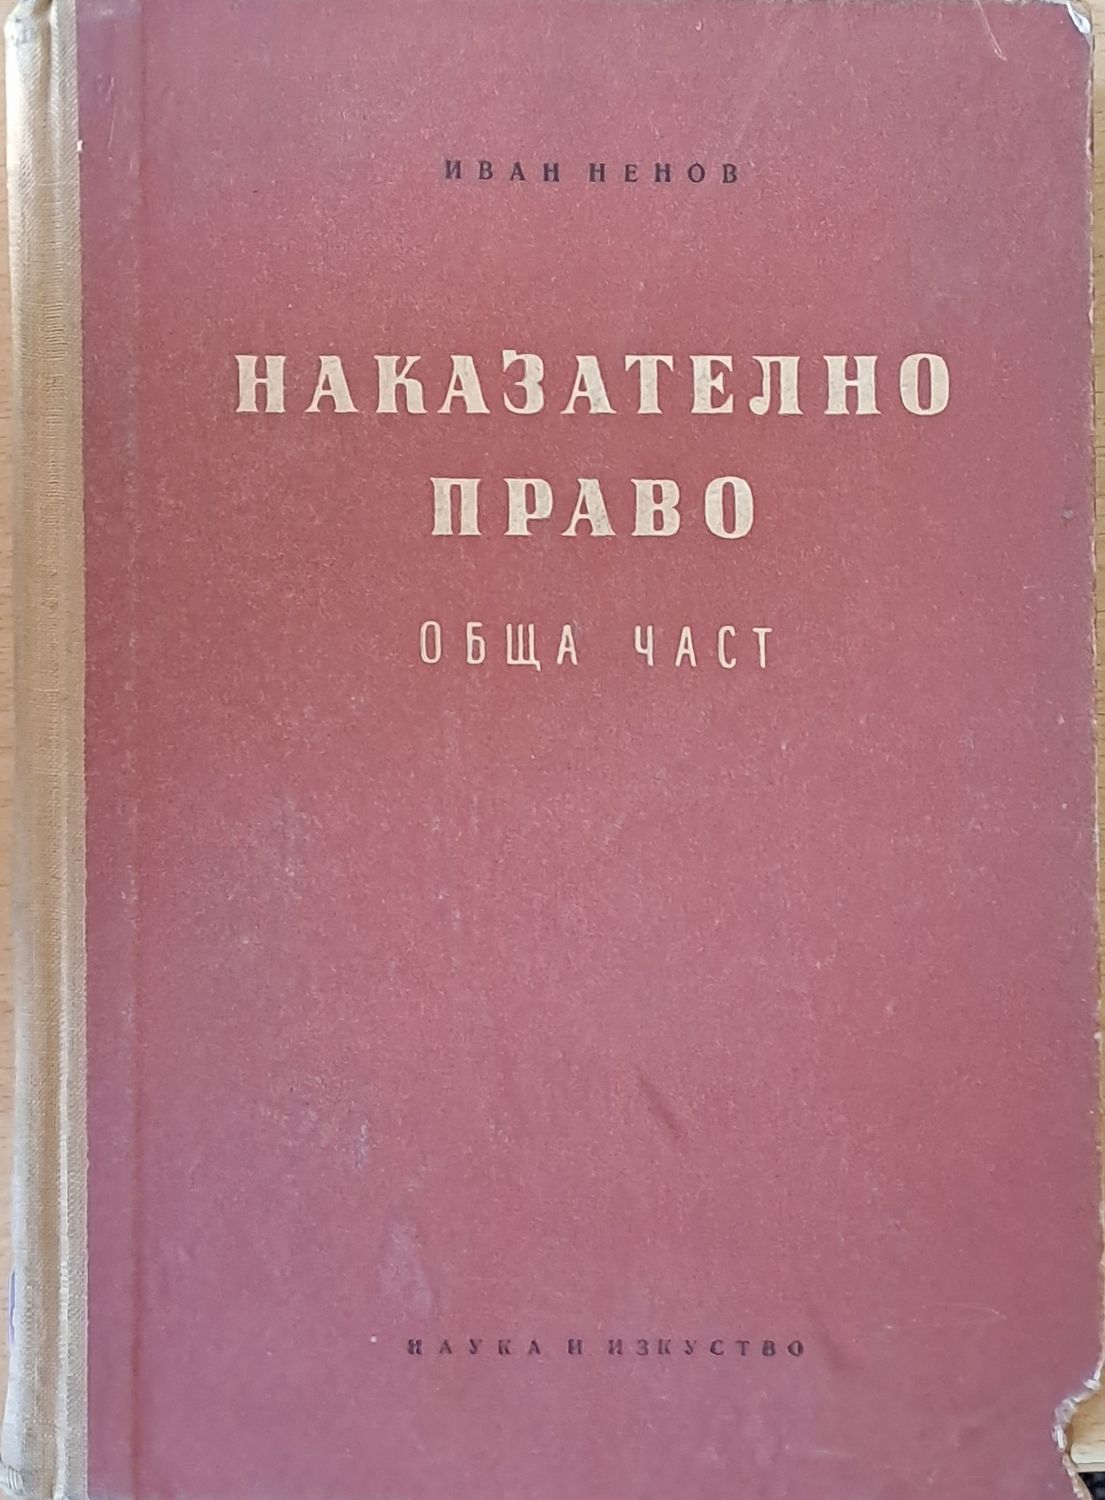 ИВАН НЕНОВ
НАКАЗАТЕЛНО
ПРАВО
ОБЩА ЧАСТ
НАУКА И ИЗКУСТВО